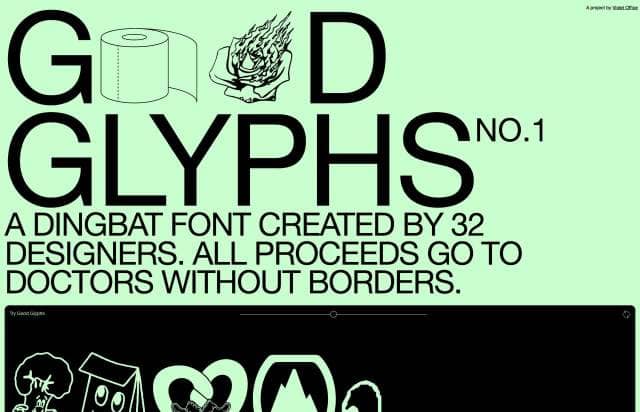 A project by Violet Office
G D
GLYPHS NO.1
A DINGBAT FONT CREATED BY 32
DESIGNERS. ALL PROCEEDS GO TO
DOCTORS WITHOUT BORDERS.
Try Good Glyphs